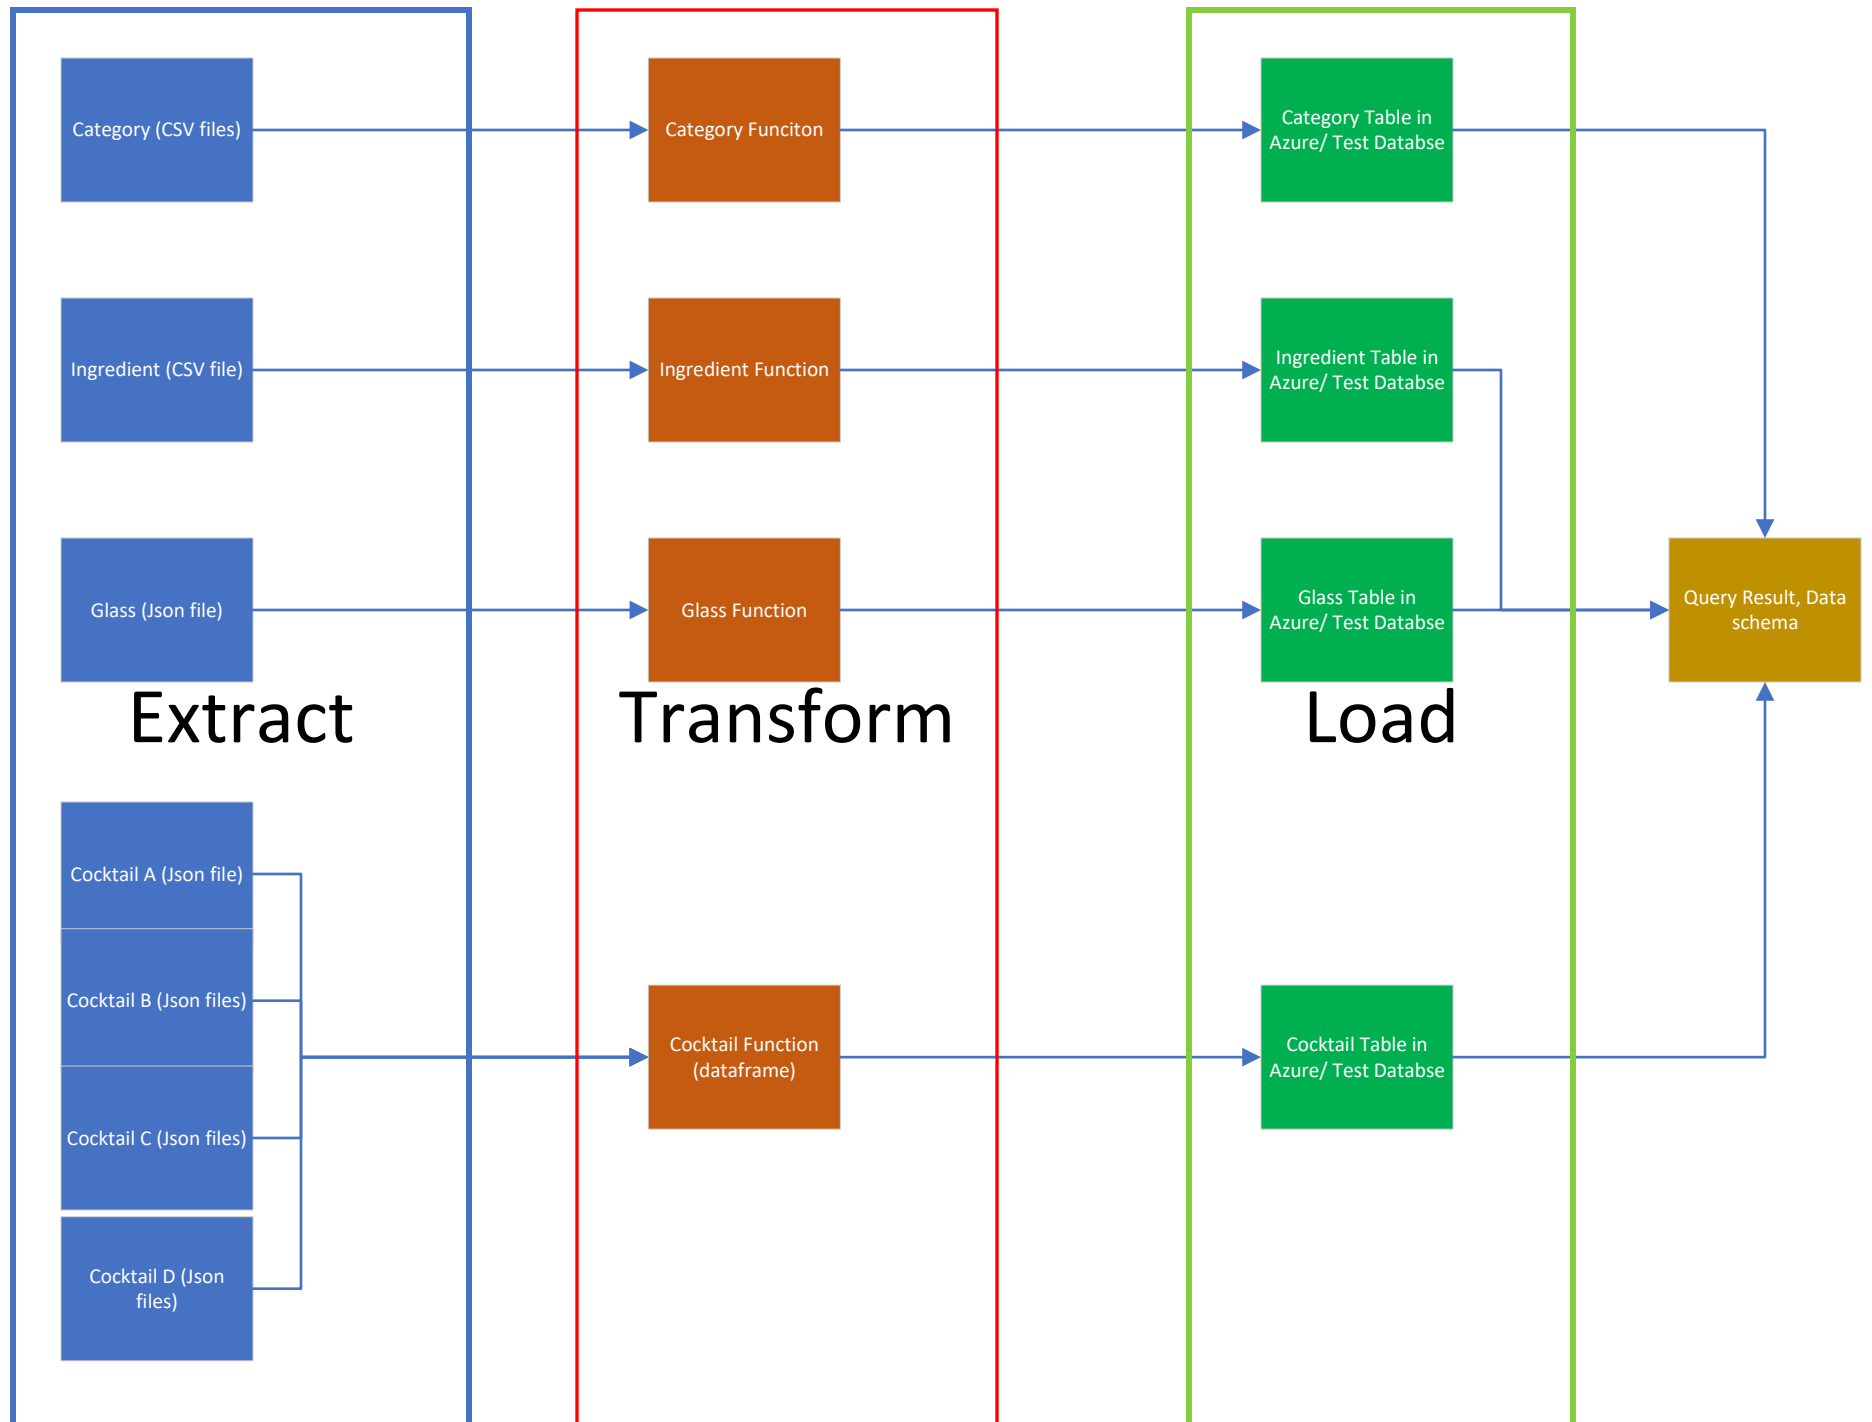 Category (CSV files)
Category Funciton
Category Table in
Azure/ Test Databse
Ingredient (CSV file)
Ingredient Function
Ingredient Table in
Azure/ Test Databse
Glass (Json file)
Glass Function
Glass Table in
Azure/ Test Databse
Query Result, Data
schema
Extract
Transform
Load
Cocktail A (Json file)
Cocktail B (Json files)
Cocktail C (Json files)
Cocktail D (Json
files)
Cocktail Function
(dataframe)
Cocktail Table in
Azure/ Test Databse